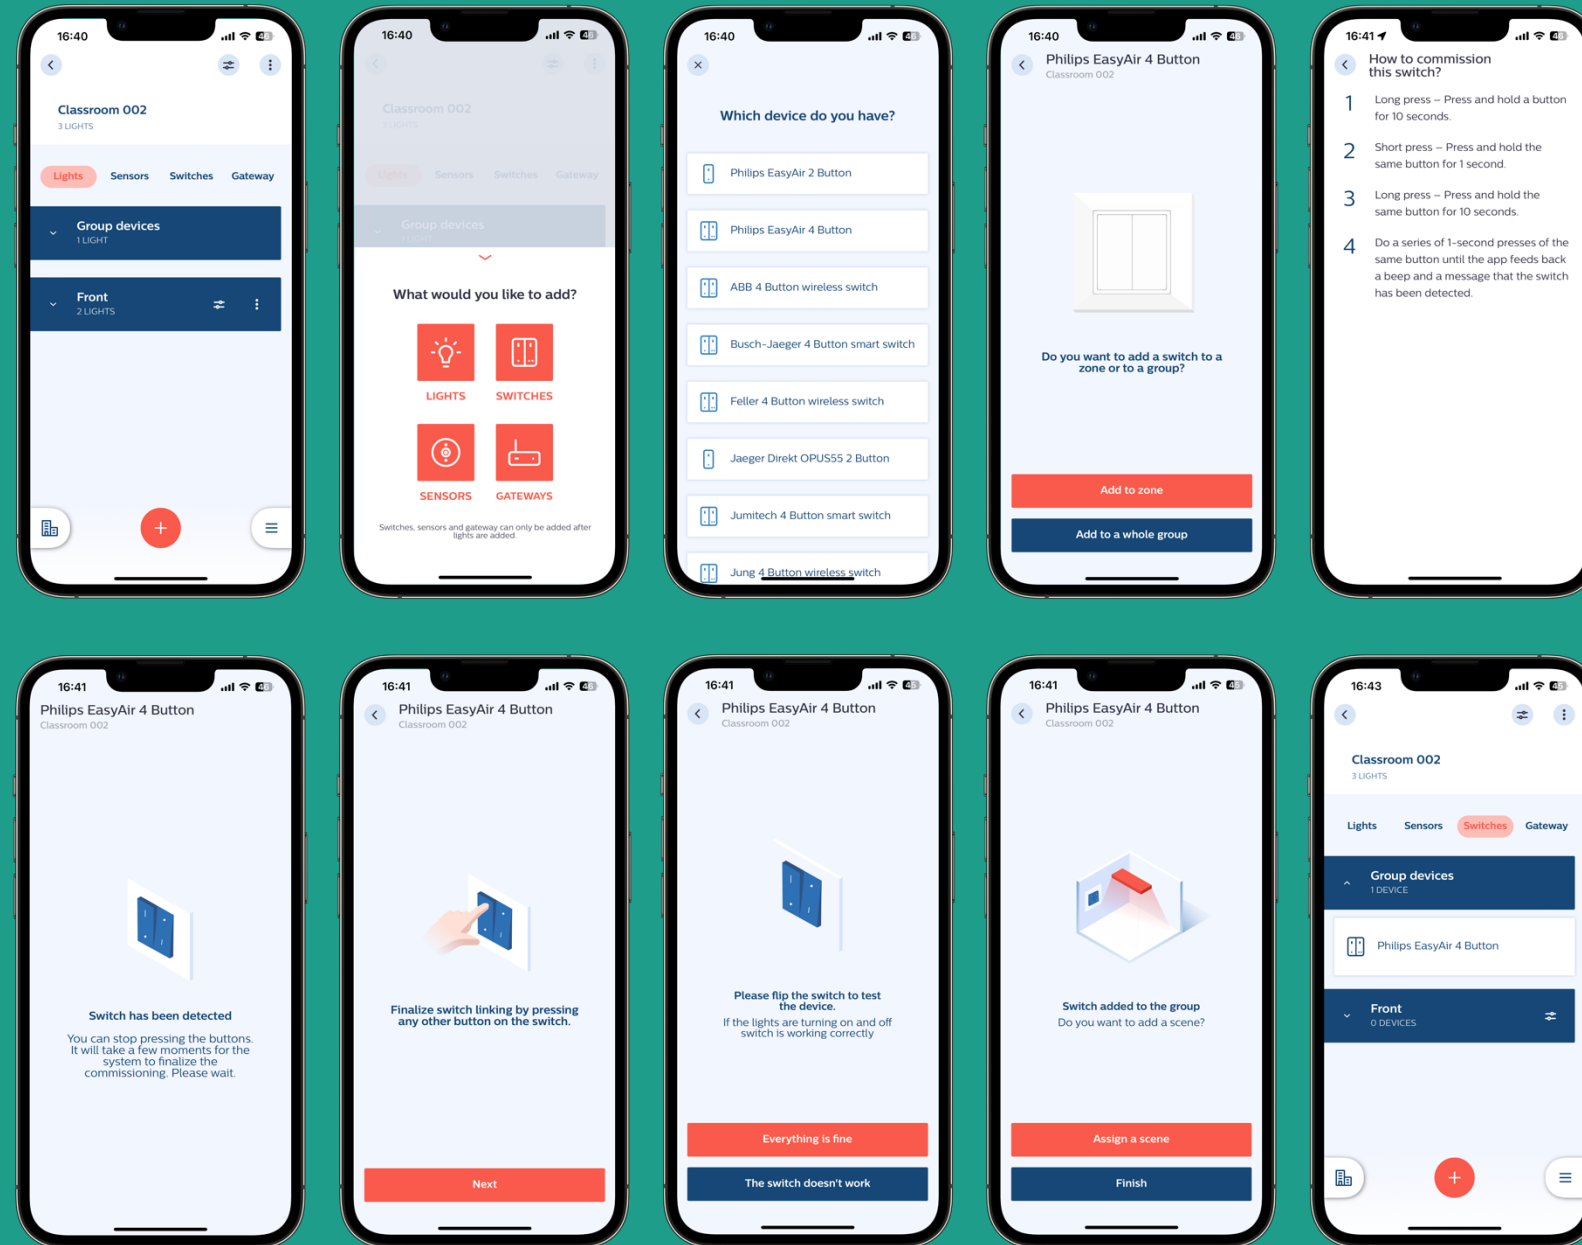 16:40
Classroom 002
3 LIGHTS
Lights Sensors Switches Gateway
Group devices
1 LIGHT
Front
2 LIGHTS
16:40
Classroom 002
3 LIGHTS
Lights Sensors Switches Gateway
Group devices
1 LIGHT
What would you like to add?
LIGHTS SWITCHES
SENSORS GATEWAYS
Switches, sensors and gateway can only be added after
lights are added.
16:40
Which device do you have?
Philips EasyAir 2 Button
Philips EasyAir 4 Button
ABB 4 Button wireless switch
Busch-Jaeger 4 Button smart switch
Feller 4 Button wireless switch
Jaeger Direkt OPUS55 2 Button
Jumitech 4 Button smart switch
Jung 4 Button wireless switch
16:40
Philips EasyAir 4 Button
Classroom 002
Do you want to add a switch to a
zone or to a group?
Add to zone
Add to a whole group
16:41
How to commission
this switch?
1 Long press – Press and hold a button
for 10 seconds.
2 Short press – Press and hold the
same button for 1 second.
3 Long press – Press and hold the
same button for 10 seconds.
4 Do a series of 1-second presses of the
same button until the app feeds back
a beep and a message that the switch
has been detected.
16:41
Philips EasyAir 4 Button
Classroom 002
Switch has been detected
You can stop pressing the buttons.
It will take a few moments for the
system to finalize the
commissioning. Please wait.
16:41
Philips EasyAir 4 Button
Classroom 002
Finalize switch linking by pressing
any other button on the switch.
Next
16:41
45
Philips EasyAir 4 Button
Classroom 002
Please flip the switch to test
the device.
If the lights are turning on and off
switch is working correctly
Everything is fine
The switch doesn't work
16:41
45
Philips EasyAir 4 Button
Classroom 002
Switch added to the group
Do you want to add a scene?
Assign a scene
Finish
16:43
Classroom 002
3 LIGHTS
Lights Sensors Switches Gateway
Group devices
1 DEVICE
Philips EasyAir 4 Button
Front
0 DEVICES